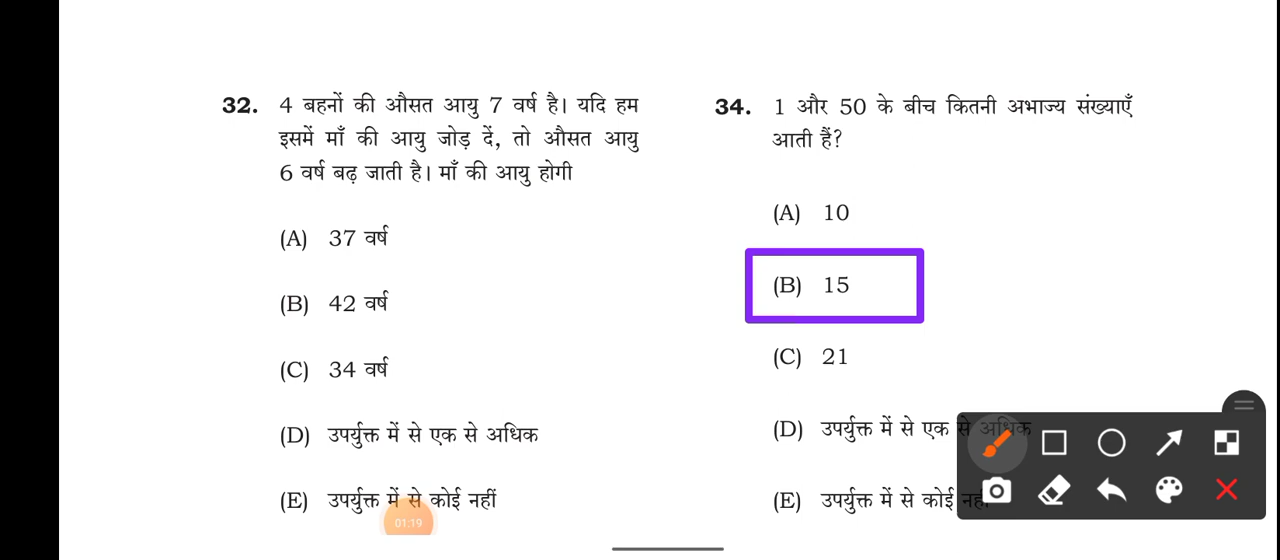 32. 4 बहनों की औसत आयु 7 वर्ष है। यदि हम
इसमें माँ की आयु जोड़ दें, तो औसत आयु
6 वर्ष बढ़ जाती है। माँ की आयु होगी
(A) 37 वर्ष
(B) 42 वर्ष
(C) 34 वर्ष
(D) उपर्युक्त में से एक से अधिक
(E) उपर्युक्त में से कोई नहीं
01:19
34. 1 और 50 के बीच कितनी अभाज्य संख्याएँ
आती हैं?
(A) 10
(B) 15
(C) 21
(D) उपर्युक्त में से एक से अधिक
(E) उपर्युक्त में से कोई नहीं